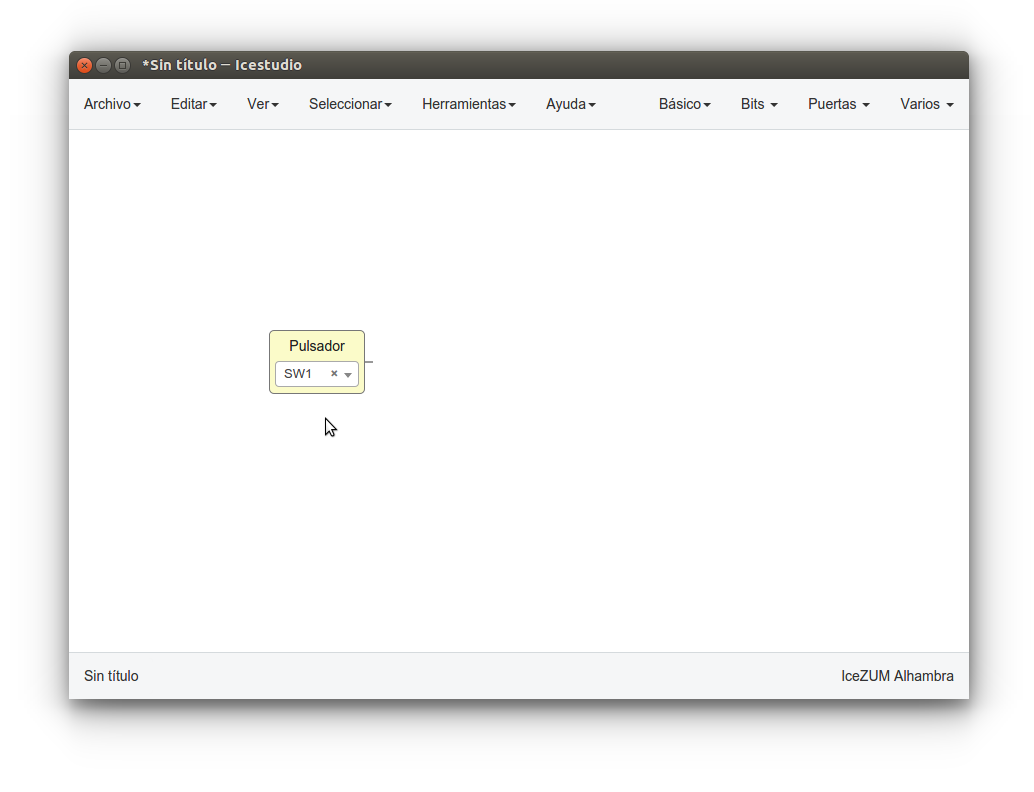 *Sin título — Icestudio
Archivo Editar Ver Seleccionar Herramientas Ayuda Básico Bits Puertas Varios
Pulsador
SW1
Sin título IceZUM Alhambra